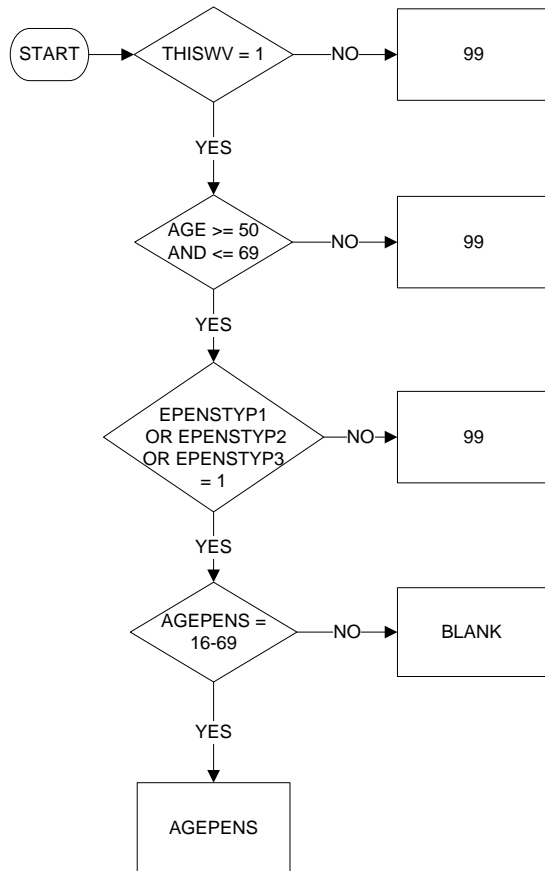 START
THISWV = 1
NO
99
YES
AGE >= 50
AND <= 69
NO
99
YES
EPENSTYP1
OR EPENSTYP2
OR EPENSTYP3
= 1
NO
99
YES
AGEPENS =
16-69
NO
BLANK
YES
AGEPENS